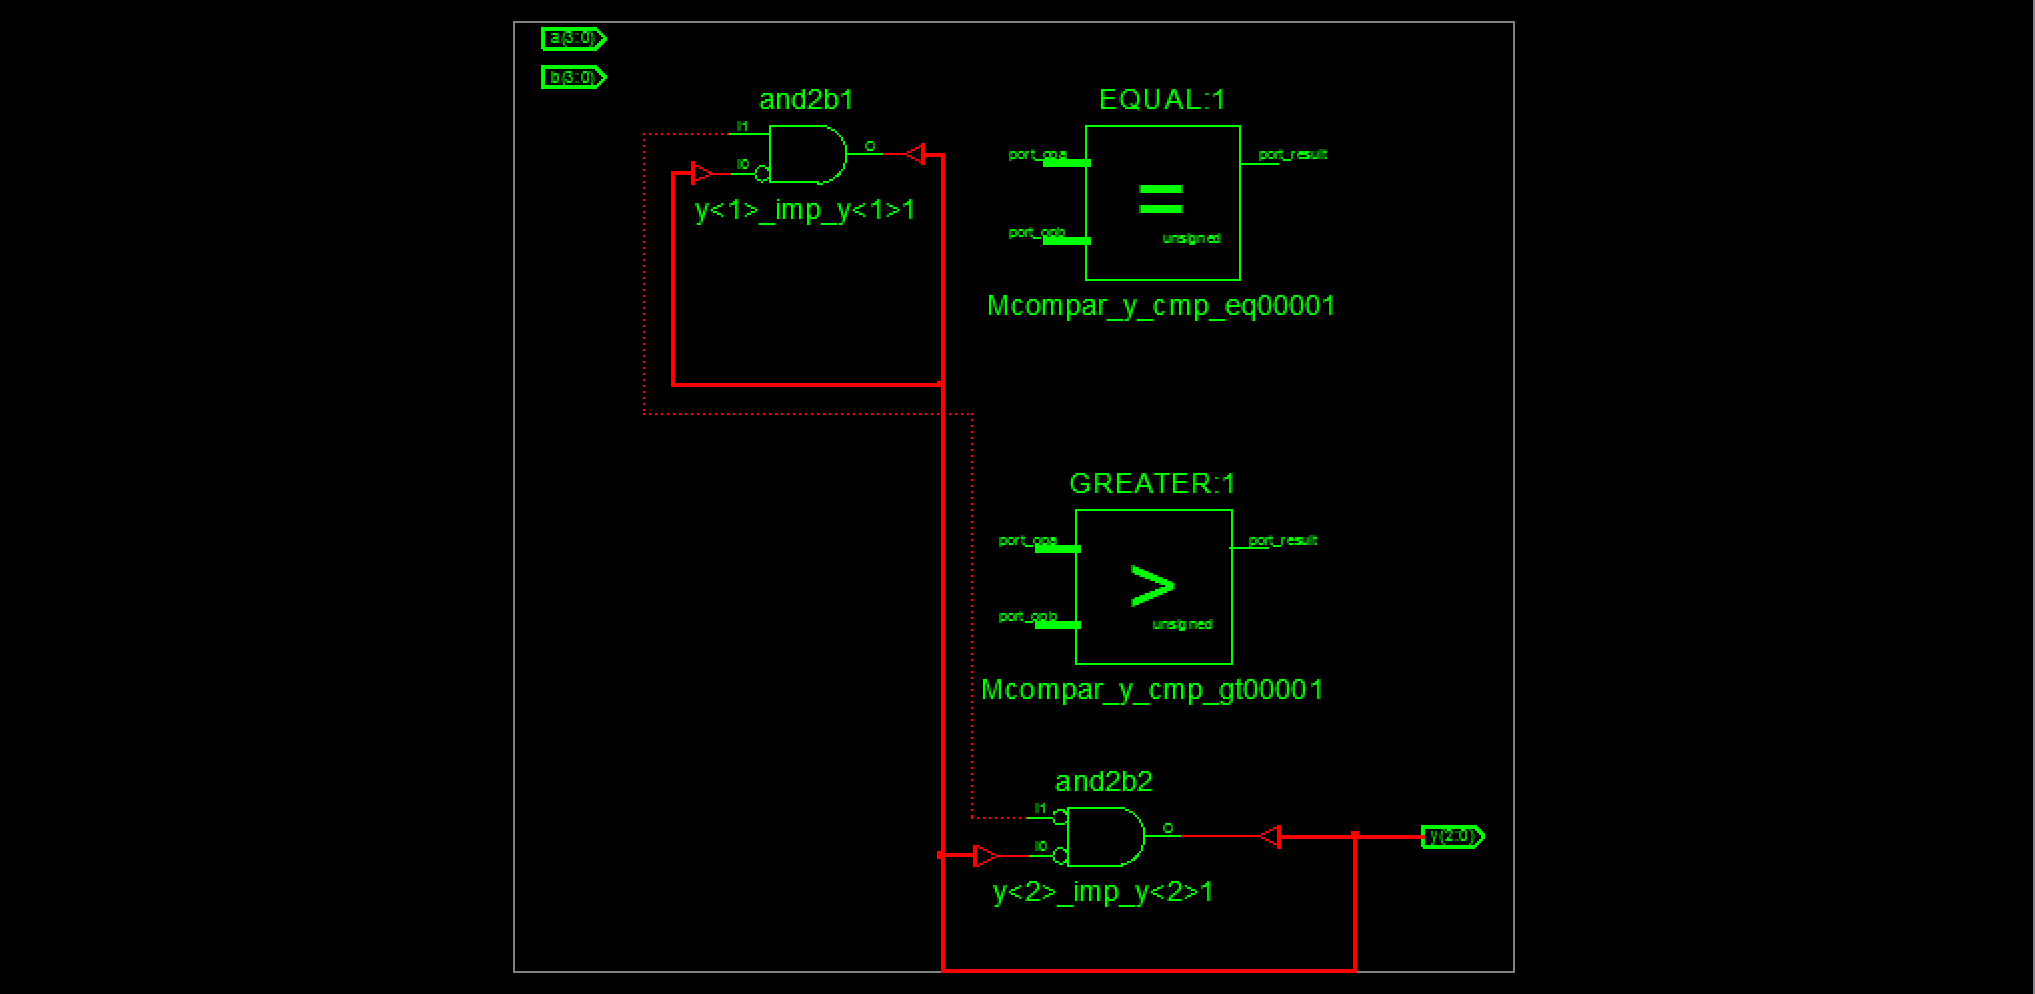 a(3:0)
b(3:0)
and2b1
I1
I0
O
y<1>_imp_y<1>1
EQUAL:1
port_opa
port_result
=
port_opb
unsigned
Mcompar_y_cmp_eq00001
GREATER:1
port_opa
port_result
>
port_opb
unsigned
Mcompar_y_cmp_gt00001
and2b2
I1
I0
O
y(2:0)
y<2>_imp_y<2>1